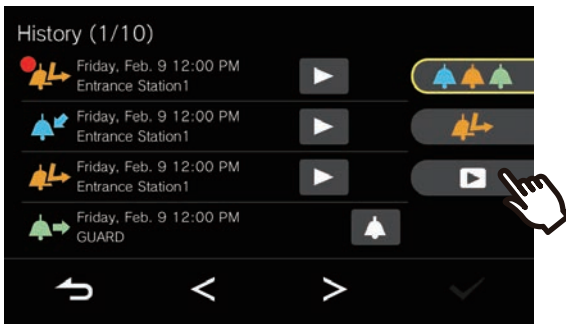 History (1/10)
Friday, Feb. 9 12:00 PM
Entrance Station1
Friday, Feb. 9 12:00 PM
Entrance Station1
Friday, Feb. 9 12:00 PM
Entrance Station1
Friday, Feb. 9 12:00 PM
GUARD